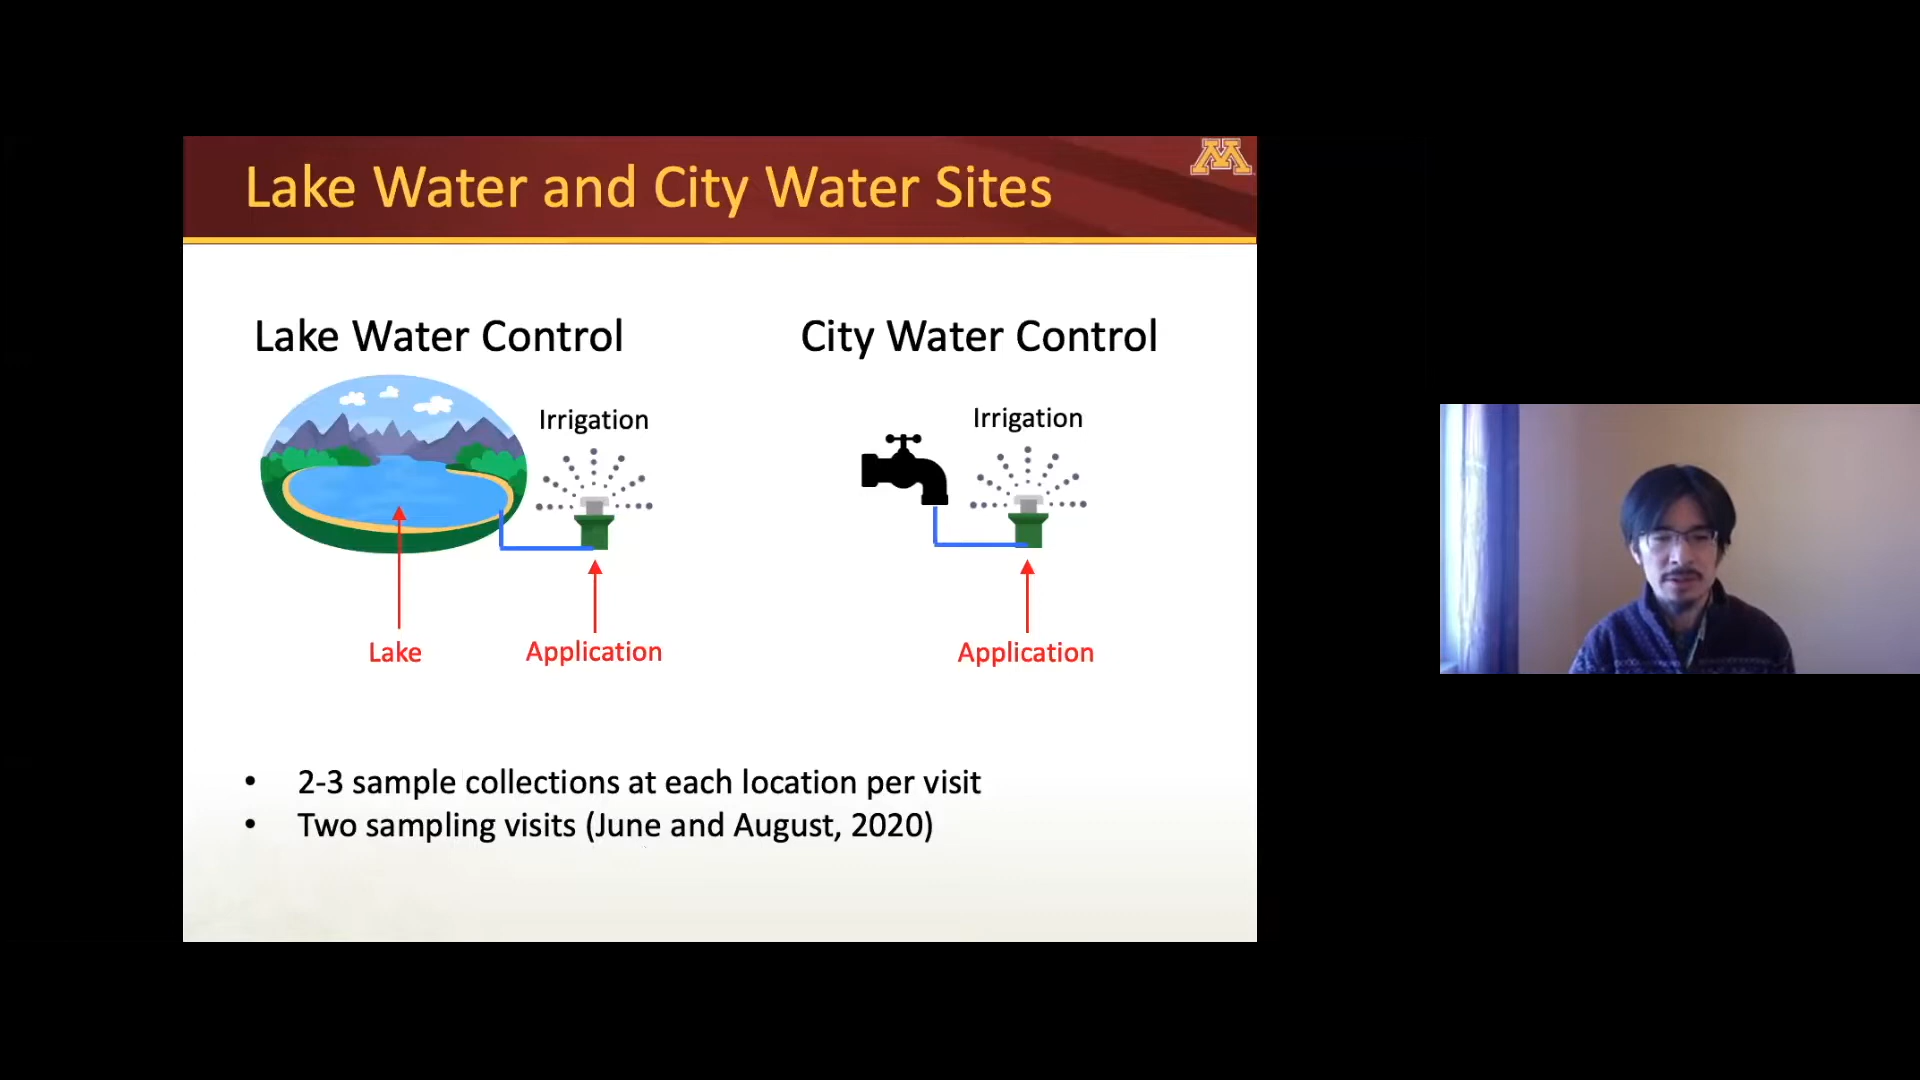 Lake Water and City Water Sites
M
Lake Water Control
City Water Control
Irrigation
Irrigation
Lake
Application
Application
• 2-3 sample collections at each location per visit
• Two sampling visits (June and August, 2020)